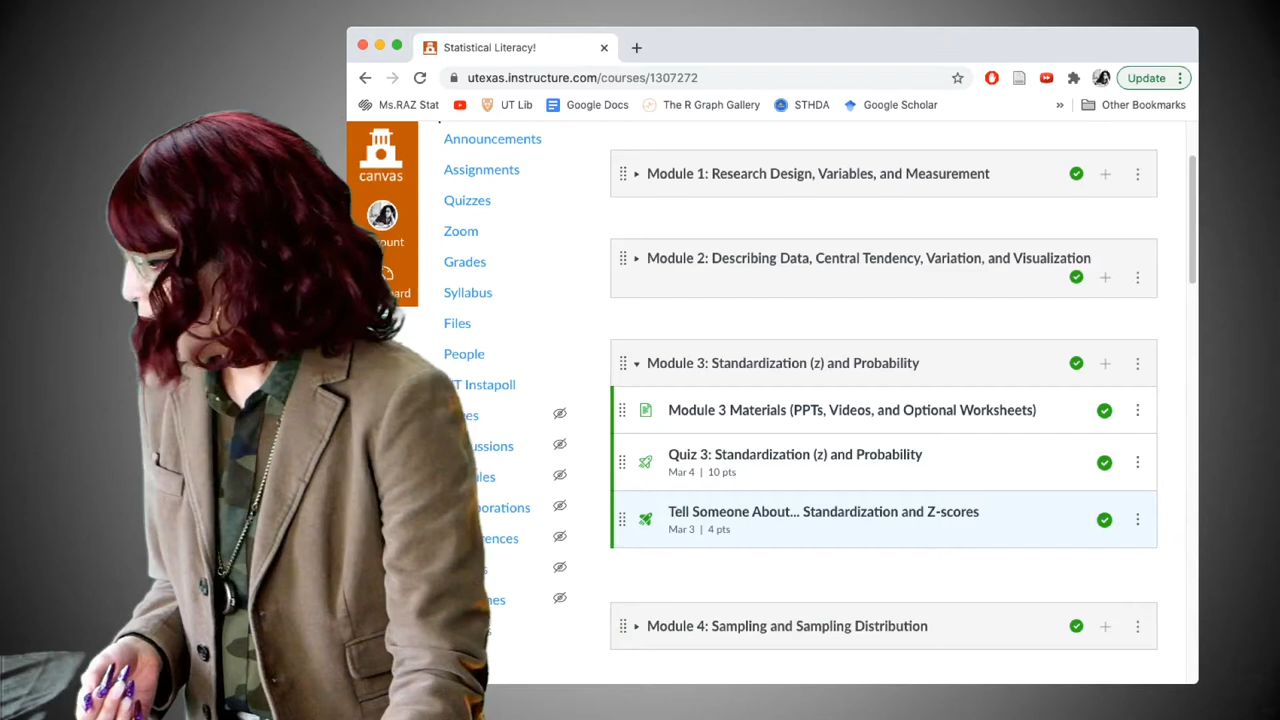 Statistical Literacy!
utexas.instructure.com/courses/1307272
Update
Ms.RAZ Stat
UT Lib
Google Docs
The R Graph Gallery
STHDA
Google Scholar
»
Other Bookmarks
canvas
Announcements
Assignments
Quizzes
Zoom
Grades
Syllabus
Files
People
Instapoll
Module 1: Research Design, Variables, and Measurement
Module 2: Describing Data, Central Tendency, Variation, and Visualization
Module 3: Standardization (z) and Probability
Module 3 Materials (PPTs, Videos, and Optional Worksheets)
Quiz 3: Standardization (z) and Probability
Mar 4 | 10 pts
Tell Someone About... Standardization and Z-scores
Mar 3 | 4 pts
Module 4: Sampling and Sampling Distribution